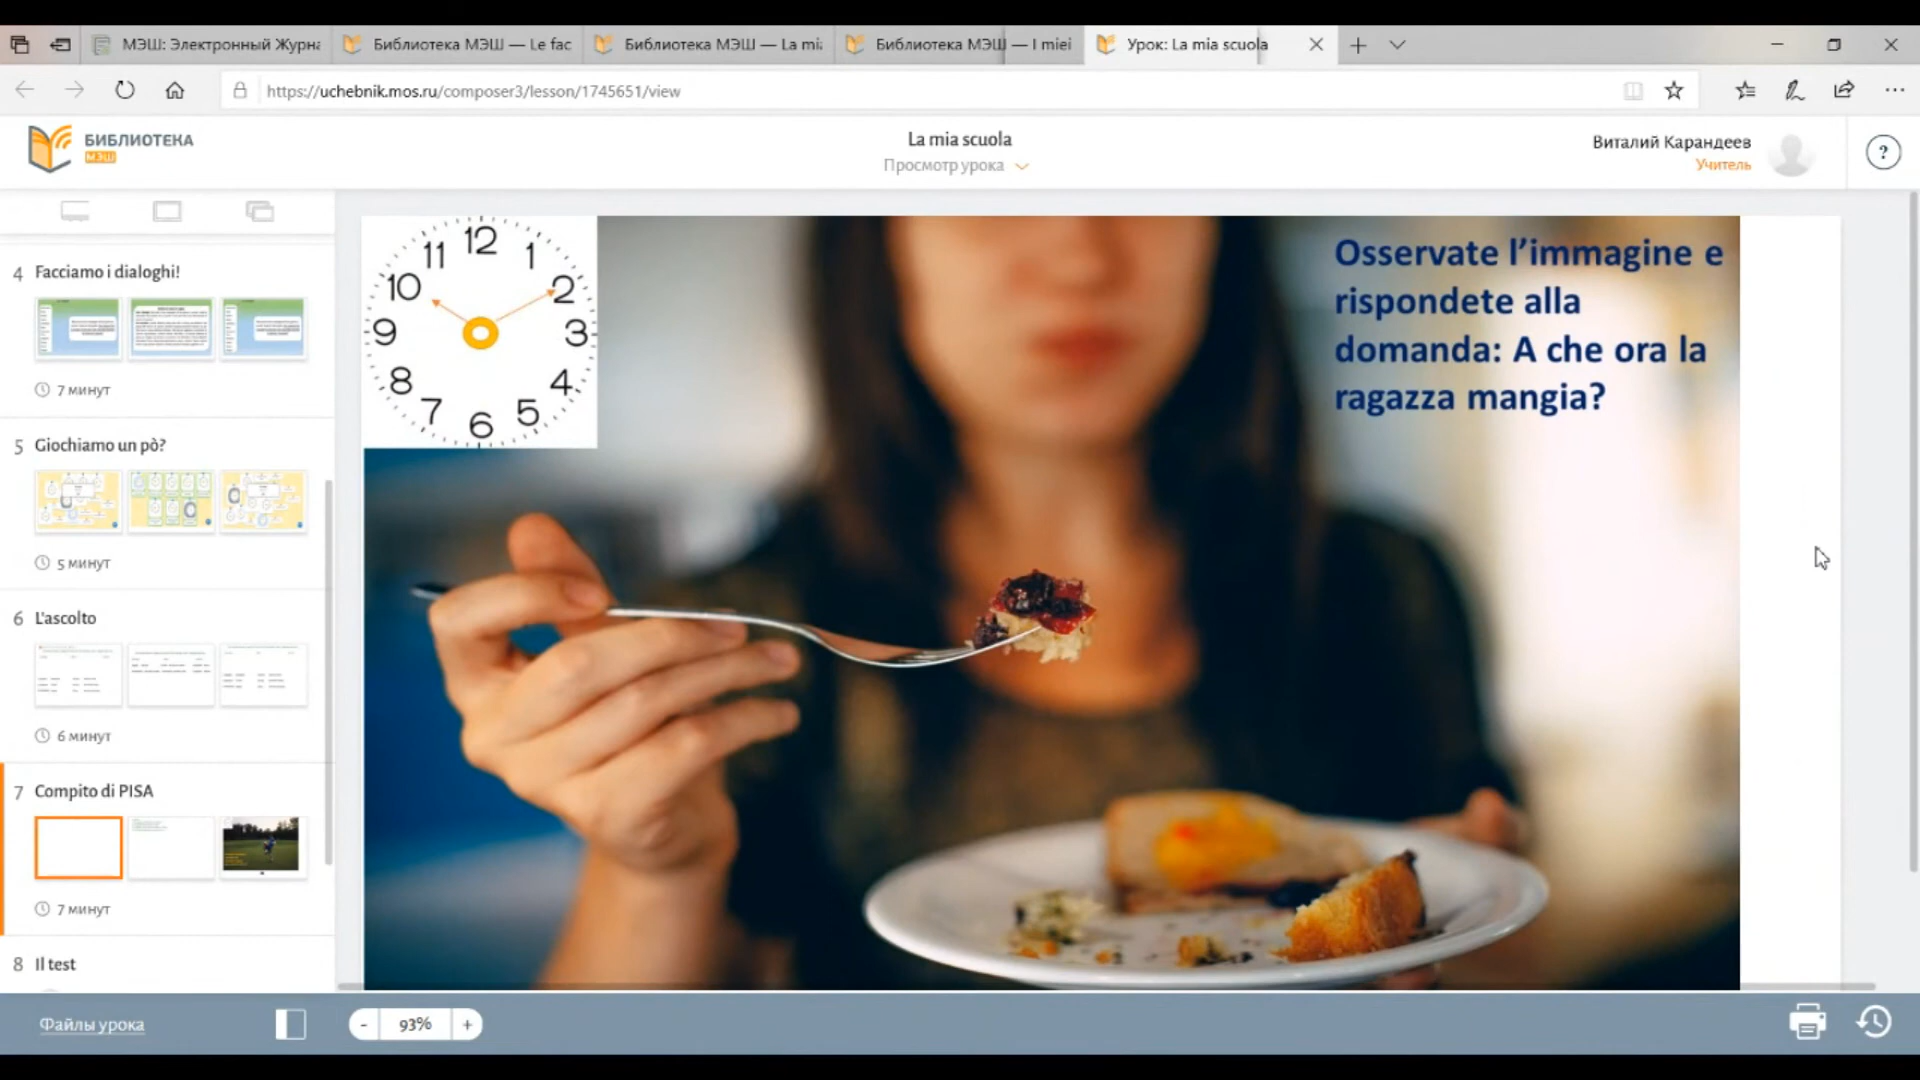 МЭШ: Электронный Журна
Библиотека МЭШ — Le fac
Библиотека МЭШ — La mi
Библиотека МЭШ — I miei
Урок: La mia scuola
https://uchebnik.mos.ru/composer3/lesson/1745651/view
БИБЛИОТЕКА
МЭШ
La mia scuola
Просмотр урока
Виталий Карандеев
Учитель
?
4 Facciamo i dialoghi!
7 минут
5 Giochiamo un pò?
5 минут
6 L'ascolto
6 минут
7 Compito di PISA
7 минут
8 Il test
12
1
2
3
4
5
6
7
8
9
10
11
Osservate l’immagine e
rispondete alla
domanda: A che ora la
ragazza mangia?
Файлы урока
- 93% +